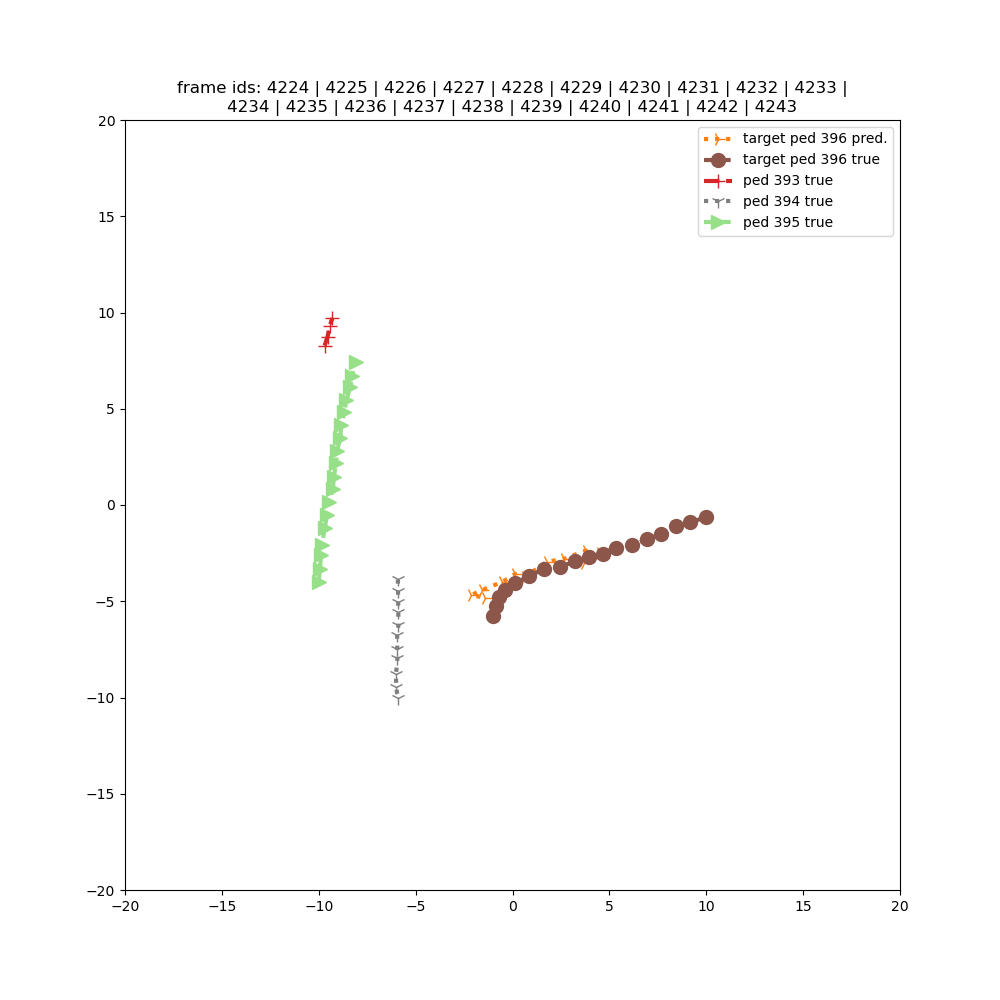 frame ids: 4224 | 4225 | 4226 | 4227 | 4228 | 4229 | 4230 | 4231 | 4232 | 4233 |
4234 | 4235 | 4236 | 4237 | 4238 | 4239 | 4240 | 4241 | 4242 | 4243
target ped 396 pred.
target ped 396 true
ped 393 true
ped 394 true
ped 395 true
20
15
10
5
0
−5
−10
−15
−20
−20 −15 −10 −5 0 5 10 15 20